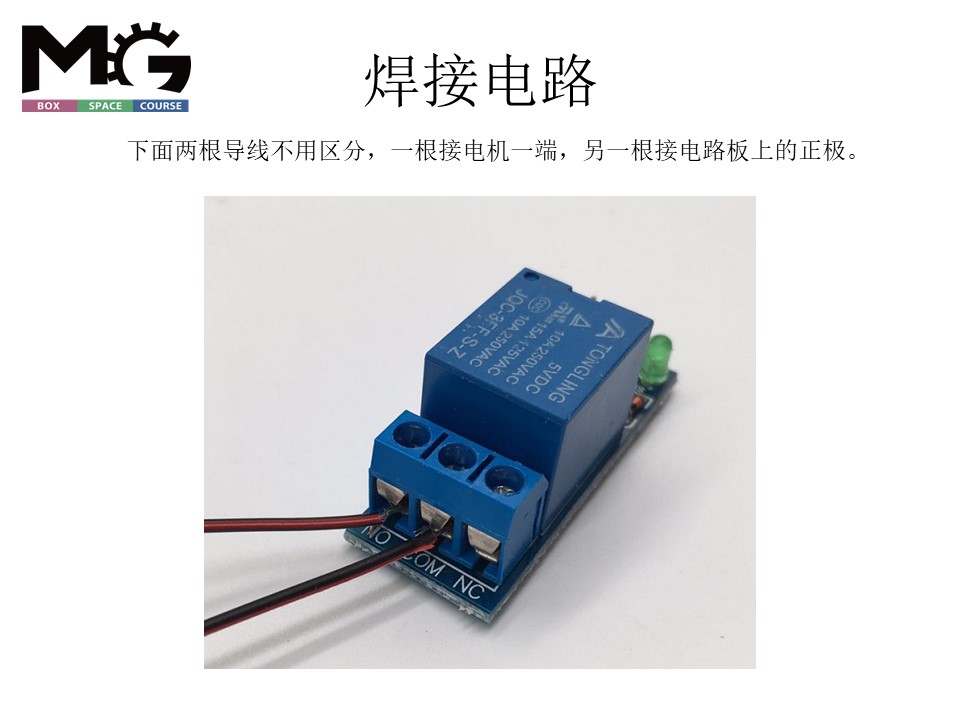 MG
BOX SPACE COURSE
焊接电路
下面两根导线不用区分，一根接电机一端，另一根接电路板上的正极。
TONGLING
5VDC
10A 250VAC
15A 125VAC
10A 250VAC
JQC-3FF-S-Z
NO COM NC